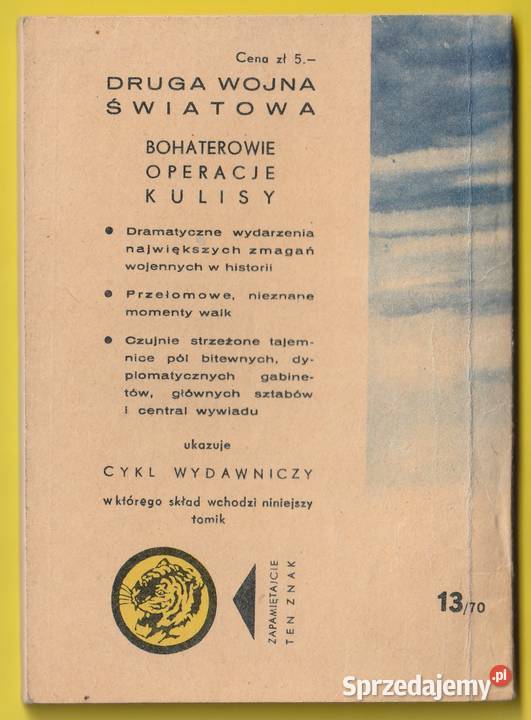 Cena zł 5.–
DRUGA WOJNA
ŚWIATOWA
BOHATEROWIE
OPERACJE
KULISY
● Dramatyczne wydarzenia
największych zmagań
wojennych w historii
● Przełomowe, nieznane
momenty walk
● Czujnie strzeżone tajem-
nice pól bitewnych, dy-
plomatycznych gabine-
tów, głównych sztabów
i central wywiadu
ukazuje
CYKL WYDAWNICZY
w którego skład wchodzi niniejszy
tomik
ZAPAMIĘTAJCIE
TEN ZNAK
13/70
Sprzedajemy.pl